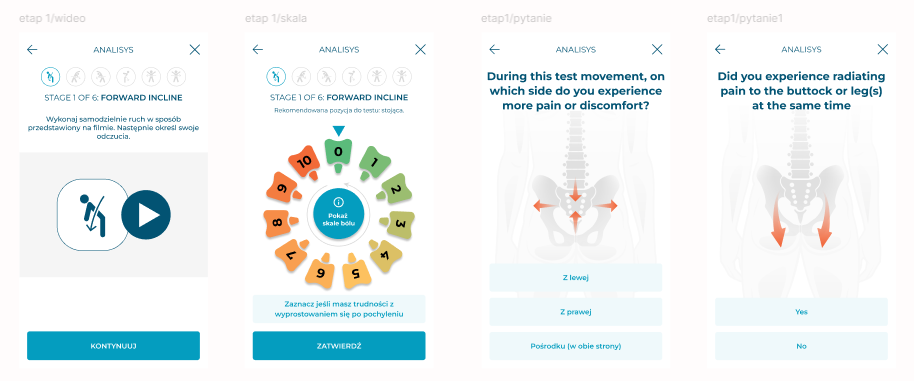 etap 1/wideo
ANALISYS
STAGE 1 OF 6: FORWARD INCLINE
Wykonaj samodzielnie ruch w sposób
przedstawiony na filmie. Następnie określ swoje
odczucia.
KONTYNUUJ
etap 1/skala
ANALISYS
STAGE 1 OF 6: FORWARD INCLINE
Rekomendowana pozycja do testu: stojąca.
0
1
2
3
4
5
6
7
8
9
10
Pokaż
skale bólu
Zaznacz jeśli masz trudności z
wyprostowaniem się po pochyleniu
ZATWIERDŹ
etap1/pytanie
ANALISYS
During this test movement, on
which side do you experience
more pain or discomfort?
Z lewej
Z prawej
Pośrodku (w obie strony)
etap1/pytanie1
ANALISYS
Did you experience radiating
pain to the buttock or leg(s)
at the same time
Yes
No